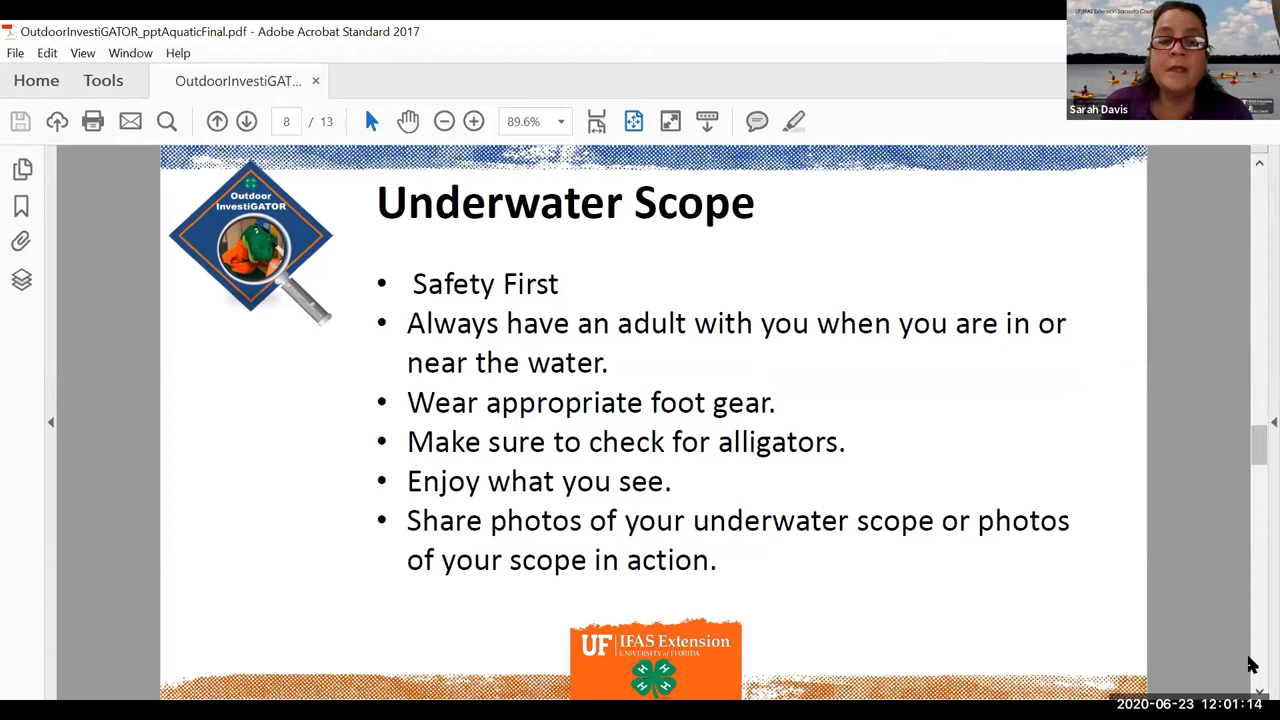 OutdoorInvestiGATOR_pptAquaticFinal.pdf - Adobe Acrobat Standard 2017
File Edit View Window Help
Home Tools OutdoorInvestiGAT... ×
8 / 13 89.6%
UF/IFAS Extension Sarasota
Sarah Davis
Outdoor
InvestiGATOR
Underwater Scope
• Safety First
• Always have an adult with you when you are in or
near the water.
• Wear appropriate foot gear.
• Make sure to check for alligators.
• Enjoy what you see.
• Share photos of your underwater scope or photos
of your scope in action.
UF IFAS Extension
UNIVERSITY of FLORIDA
H H
H H
2020-06-23 12:01:14